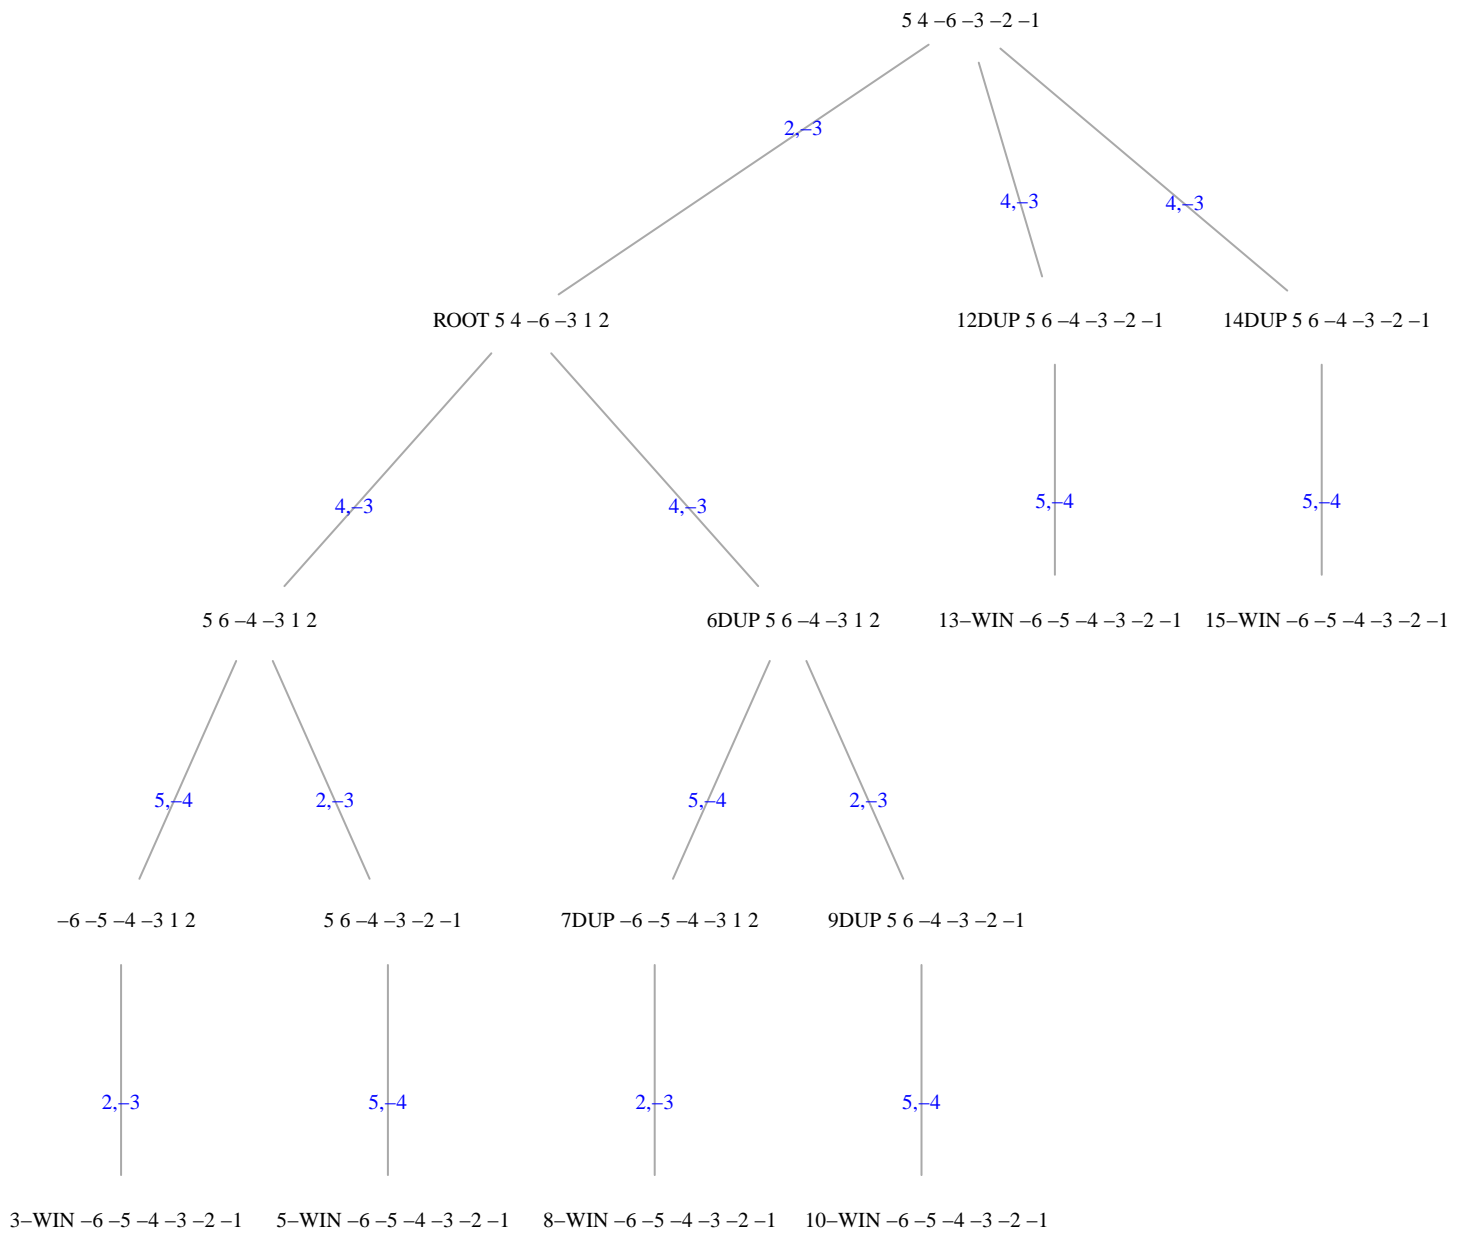 5 4 −6 −3 −2 −1
2,−3
4,−3
4,−3
ROOT 5 4 −6 −3 1 2
12DUP 5 6 −4 −3 −2 −1
14DUP 5 6 −4 −3 −2 −1
4,−3
4,−3
5,−4
5,−4
5 6 −4 −3 1 2
6DUP 5 6 −4 −3 1 2
13−WIN −6 −5 −4 −3 −2 −1
15−WIN −6 −5 −4 −3 −2 −1
5,−4
2,−3
5,−4
2,−3
−6 −5 −4 −3 1 2
5 6 −4 −3 −2 −1
7DUP −6 −5 −4 −3 1 2
9DUP 5 6 −4 −3 −2 −1
2,−3
5,−4
2,−3
5,−4
3−WIN −6 −5 −4 −3 −2 −1
5−WIN −6 −5 −4 −3 −2 −1
8−WIN −6 −5 −4 −3 −2 −1
10−WIN −6 −5 −4 −3 −2 −1